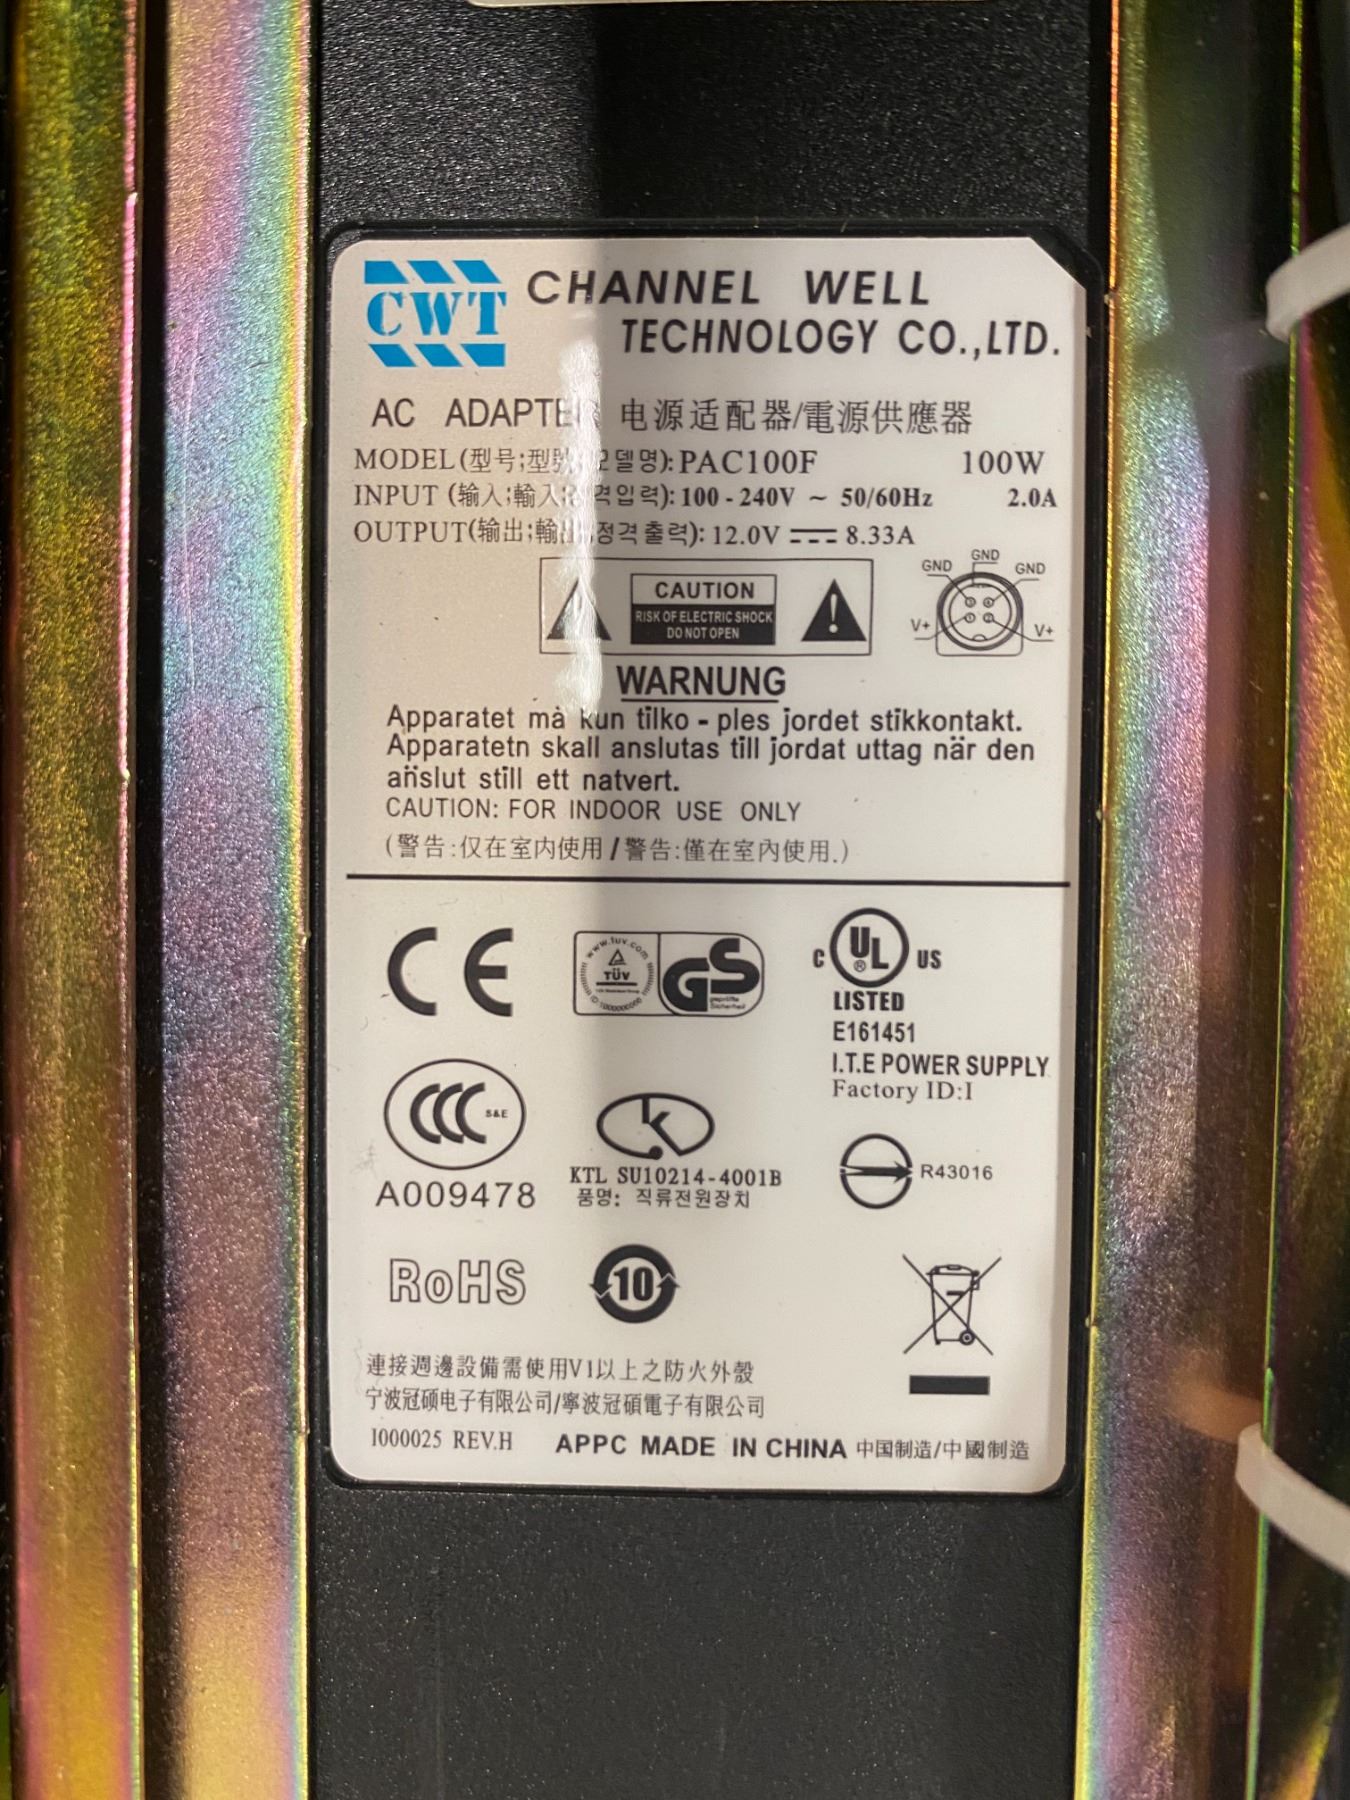 CWT
CHANNEL WELL
TECHNOLOGY CO.,LTD.
AC ADAPTER 电源适配器/電源供應器
MODEL(型号;型號;모델명):PAC100F 100W
INPUT (输入;輸入;정격입력):100-240V ~ 50/60Hz 2.0A
OUTPUT(输出;輸出;정격출력):12.0V 8.33A
GND
GND GND
V+ V+
CAUTION
RISK OF ELECTRIC SHOCK
DO NOT OPEN
WARNUNG
Apparatet må kun tilko - ples jordet stikkontakt.
Apparatetn skall anslutas till jordat uttag när den
anslut still ett natvert.
CAUTION: FOR INDOOR USE ONLY
(警告:仅在室内使用/警告:僅在室內使用.)
CE
www.tuv.com
TÜV
GS
geprüfte
Sicherheit
C UL® US
LISTED
E161451
I.T.E POWER SUPPLY
Factory ID:I
CCC S&E
A009478
KTL SU10214-4001B
품명: 직류전원장치
R43016
RoHS
10
7
連接週邊設備需使用V1以上之防火外殼
宁波冠硕电子有限公司/寧波冠碩電子有限公司
I000025 REV.H APPC MADE IN CHINA 中国制造/中國制造